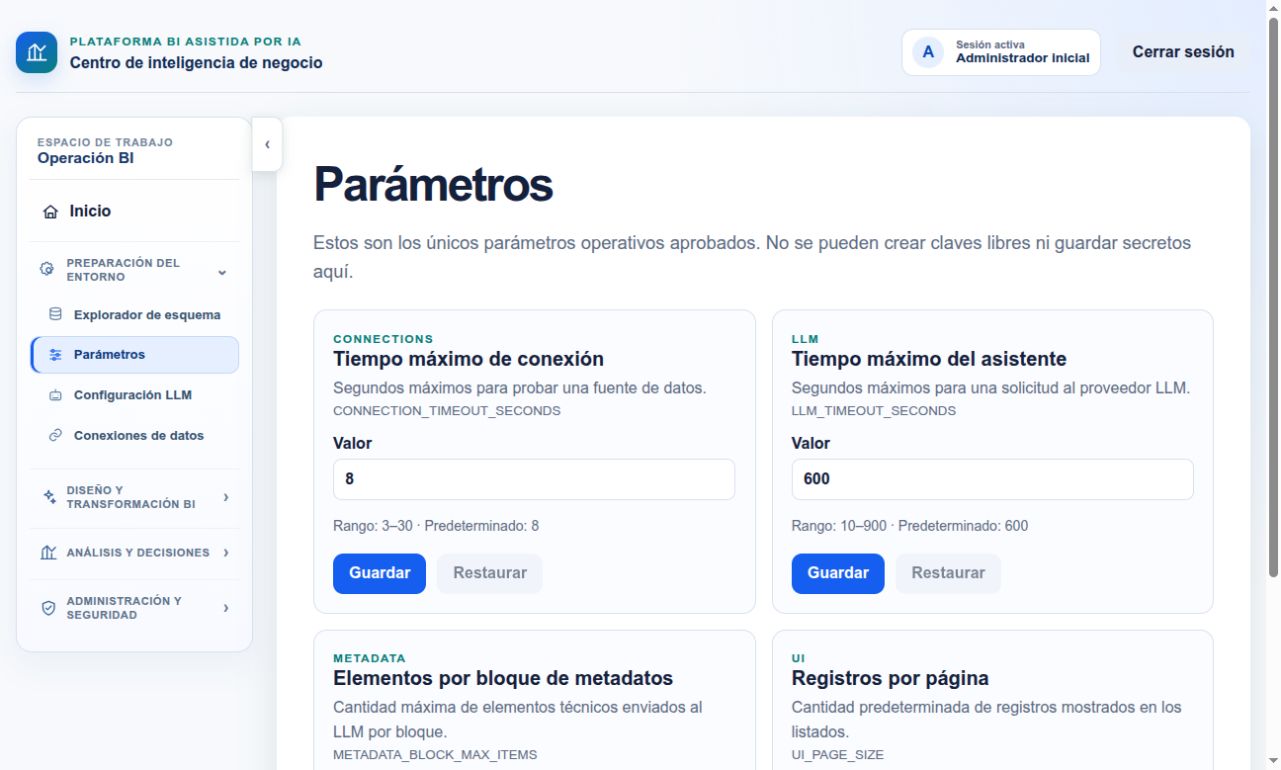 PLATAFORMA BI ASISTIDA POR IA
Centro de inteligencia de negocio
A
Sesión activa
Administrador inicial
Cerrar sesión
ESPACIO DE TRABAJO
Operación BI
Inicio
PREPARACIÓN DEL
ENTORNO
Explorador de esquema
Parámetros
Configuración LLM
Conexiones de datos
DISEÑO Y
TRANSFORMACIÓN BI
ANÁLISIS Y DECISIONES
ADMINISTRACIÓN Y
SEGURIDAD
Parámetros
Estos son los únicos parámetros operativos aprobados. No se pueden crear claves libres ni guardar secretos
aquí.
CONNECTIONS
Tiempo máximo de conexión
Segundos máximos para probar una fuente de datos.
CONNECTION_TIMEOUT_SECONDS
Valor
8
Rango: 3–30 · Predeterminado: 8
Guardar
Restaurar
LLM
Tiempo máximo del asistente
Segundos máximos para una solicitud al proveedor LLM.
LLM_TIMEOUT_SECONDS
Valor
600
Rango: 10–900 · Predeterminado: 600
Guardar
Restaurar
METADATA
Elementos por bloque de metadatos
Cantidad máxima de elementos técnicos enviados al
LLM por bloque.
METADATA_BLOCK_MAX_ITEMS
UI
Registros por página
Cantidad predeterminada de registros mostrados en los
listados.
UI_PAGE_SIZE